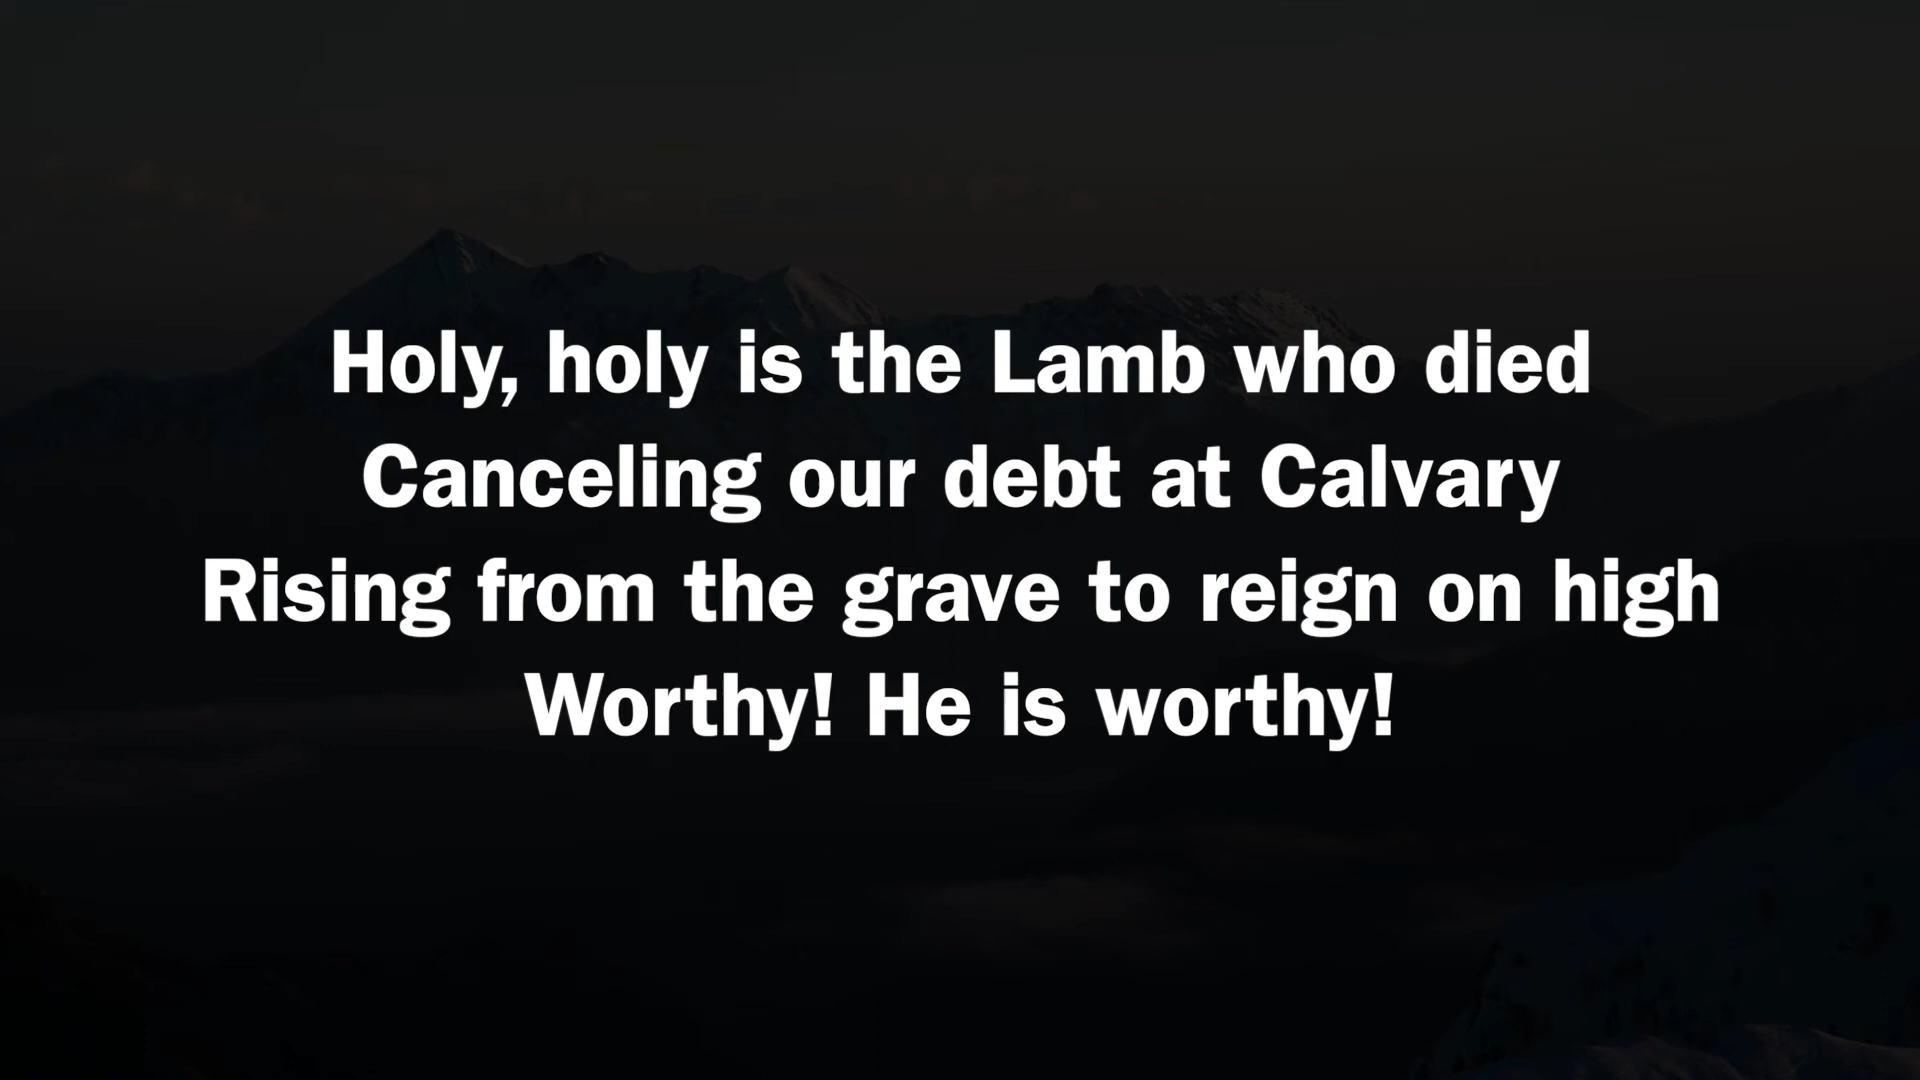 Holy, holy is the Lamb who died
Canceling our debt at Calvary
Rising from the grave to reign on high
Worthy! He is worthy!